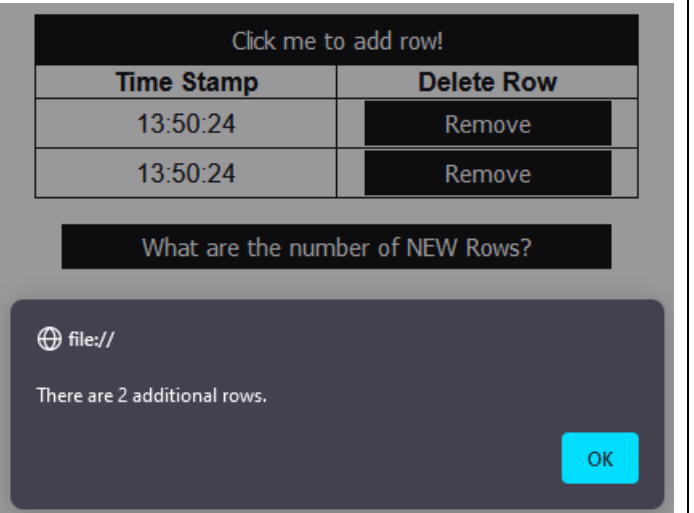 Click me to add row!
Time Stamp Delete Row
13:50:24 Remove
13:50:24 Remove
What are the number of NEW Rows?
file://
There are 2 additional rows.
OK